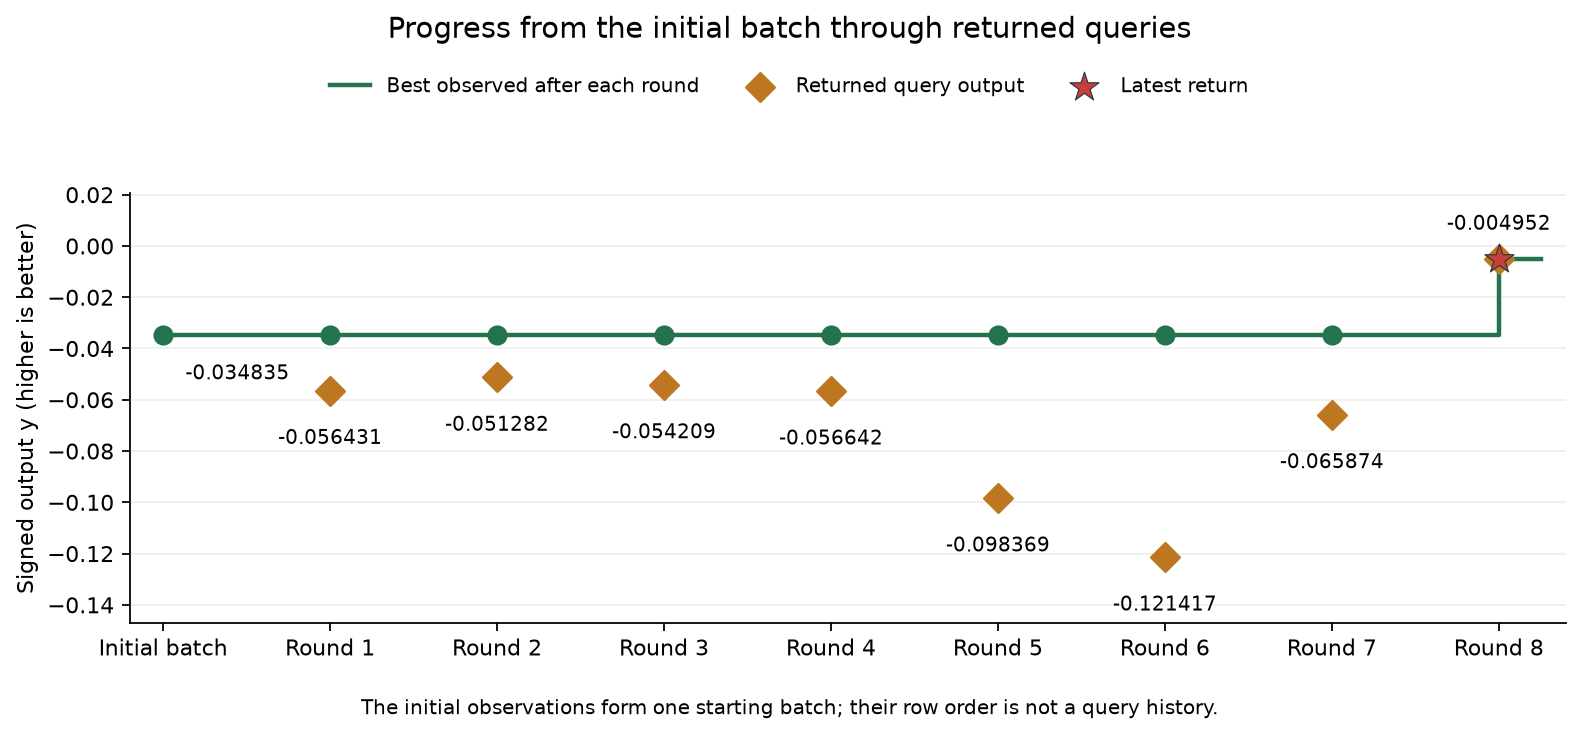 Progress from the initial batch through returned queries
Best observed after each round
Returned query output
Latest return
Signed output y (higher is better)
0.02
0.00
−0.02
−0.04
−0.06
−0.08
−0.10
−0.12
−0.14
-0.034835
-0.056431
-0.051282
-0.054209
-0.056642
-0.098369
-0.121417
-0.065874
-0.004952
Initial batch
Round 1
Round 2
Round 3
Round 4
Round 5
Round 6
Round 7
Round 8
The initial observations form one starting batch; their row order is not a query history.